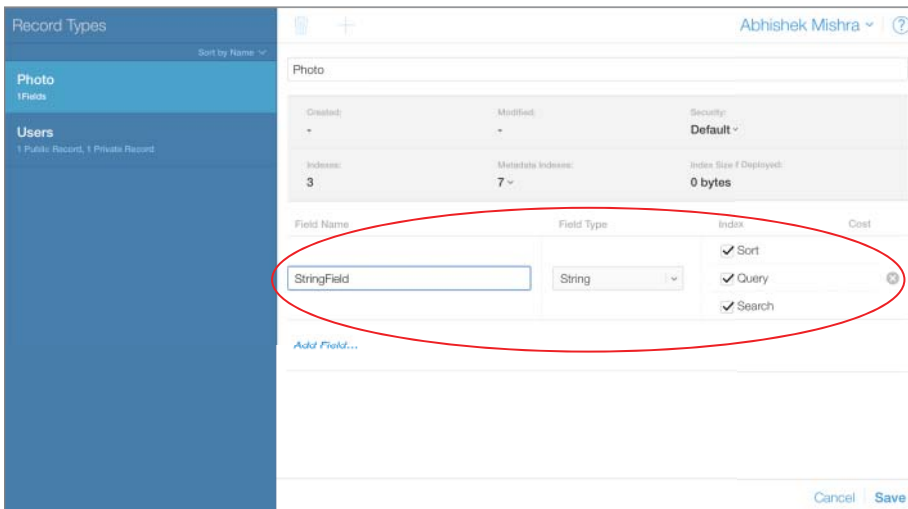 Record Types
Abhishek Mishra
?
Sort by Name
Photo
1Fields
Users
1 Public Record, 1 Private Record
Photo
Created: Modified: Security:
- - Default
Indexes: Metadata Indexes: Index Size if Deployed:
3 7 0 bytes
Field Name Field Type Index Cost
Sort
StringField String Query
Search
Add Field...
Cancel Save